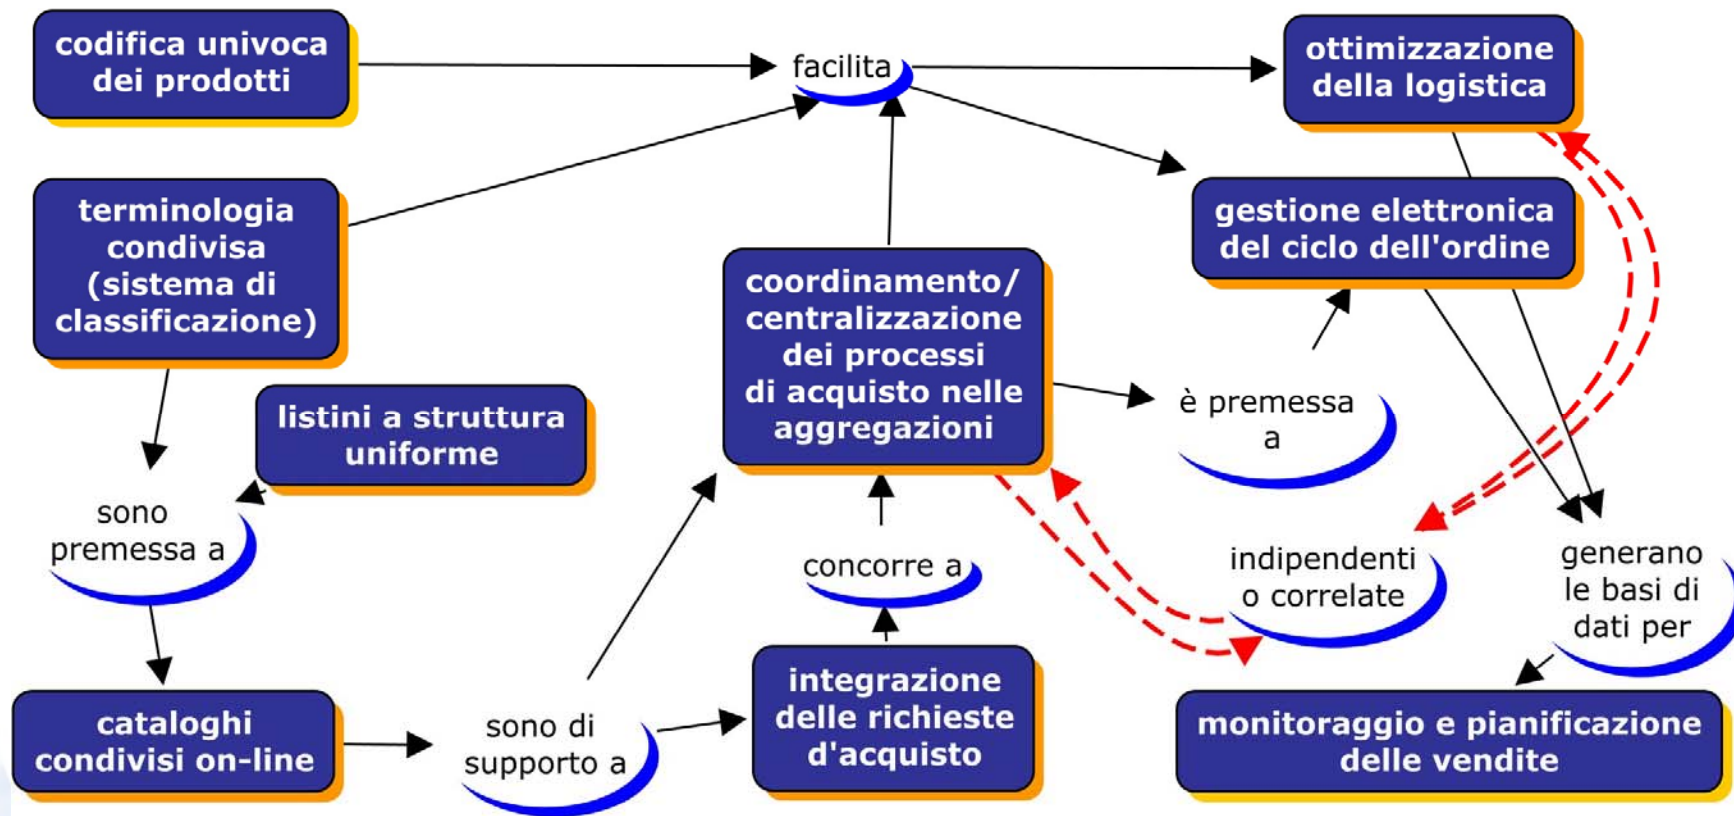 codifica univoca
dei prodotti
facilita
ottimizzazione
della logistica
terminologia
condivisa
(sistema di
classificazione)
gestione elettronica
del ciclo dell'ordine
coordinamento/
centralizzazione
dei processi
di acquisto nelle
aggregazioni
listini a struttura
uniforme
è premessa
a
sono
premessa a
concorre a
indipendenti
o correlate
generano
le basi di
dati per
cataloghi
condivisi on-line
sono di
supporto a
integrazione
delle richieste
d'acquisto
monitoraggio e pianificazione
delle vendite